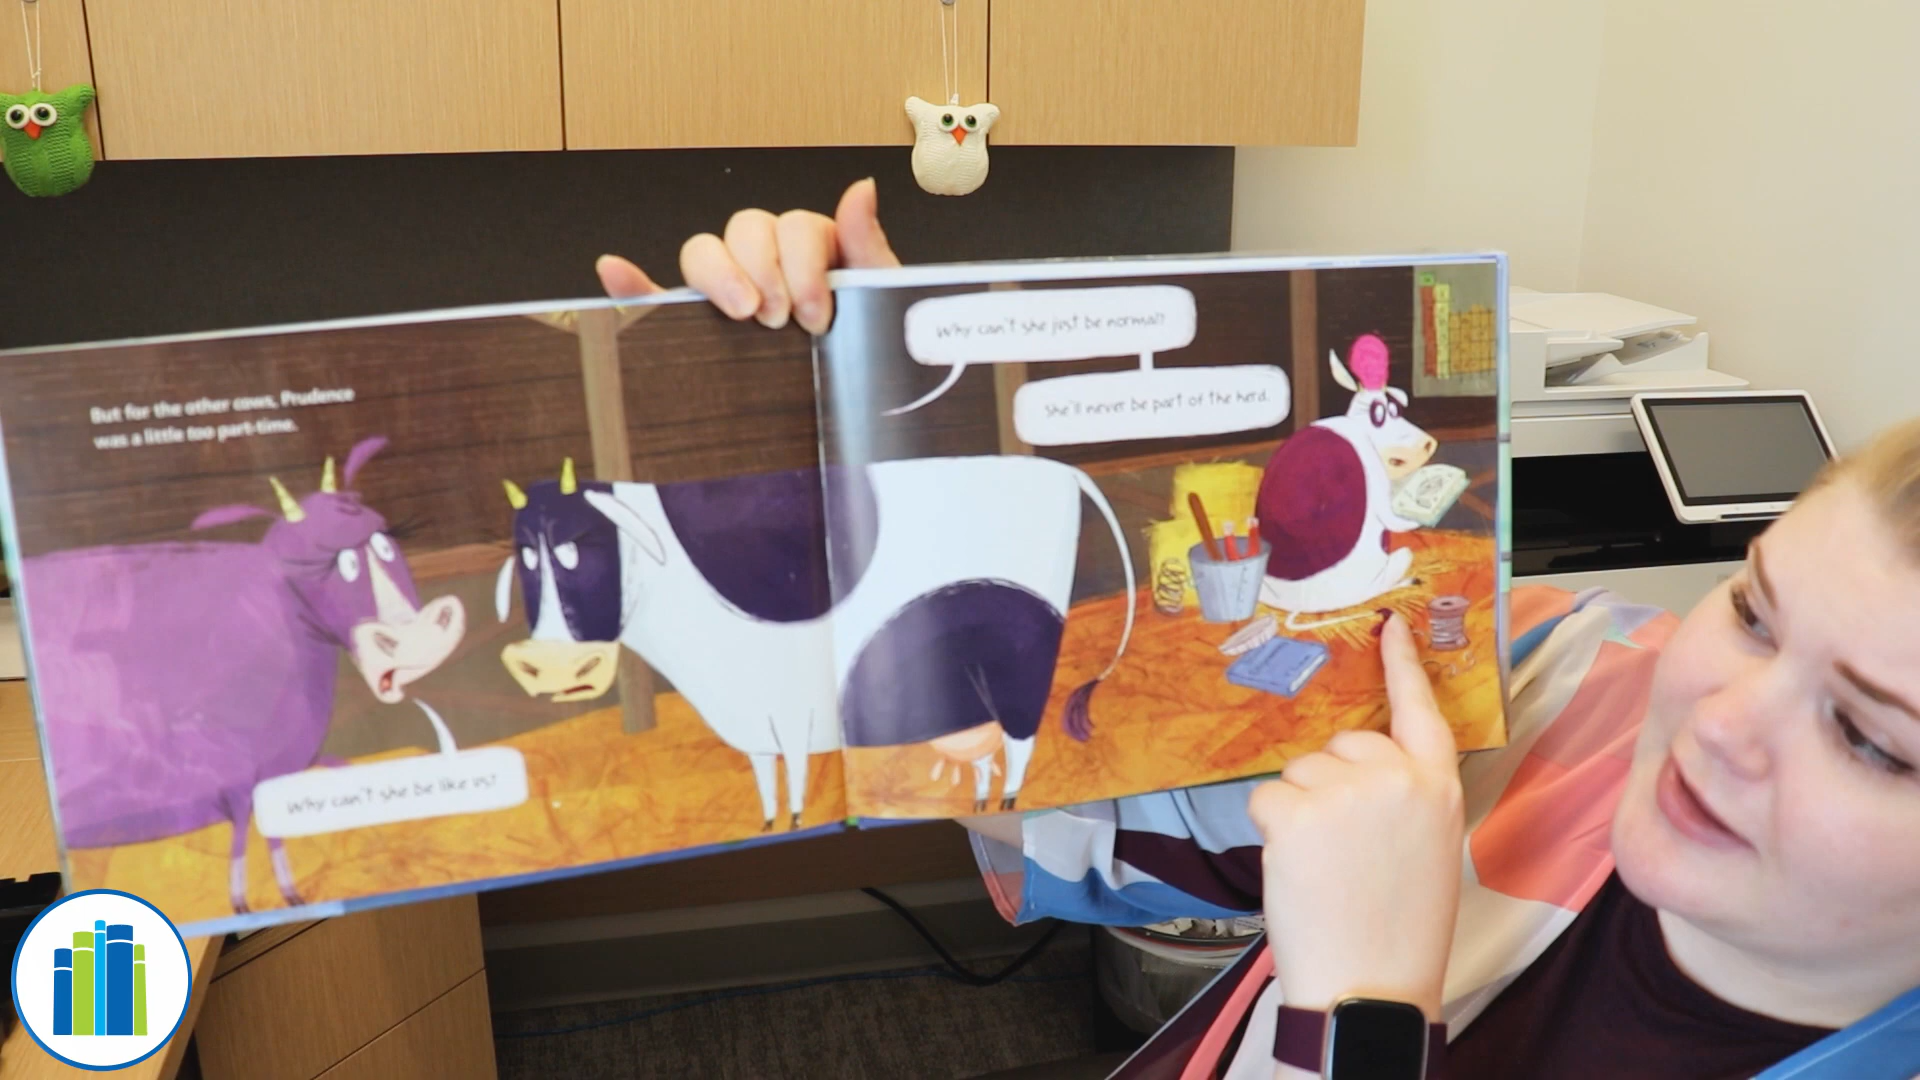 But for the other cows, Prudence
was a little too part-time.
Why can't she be like us?
Why can't she just be normal?
She'll never be part of the herd.